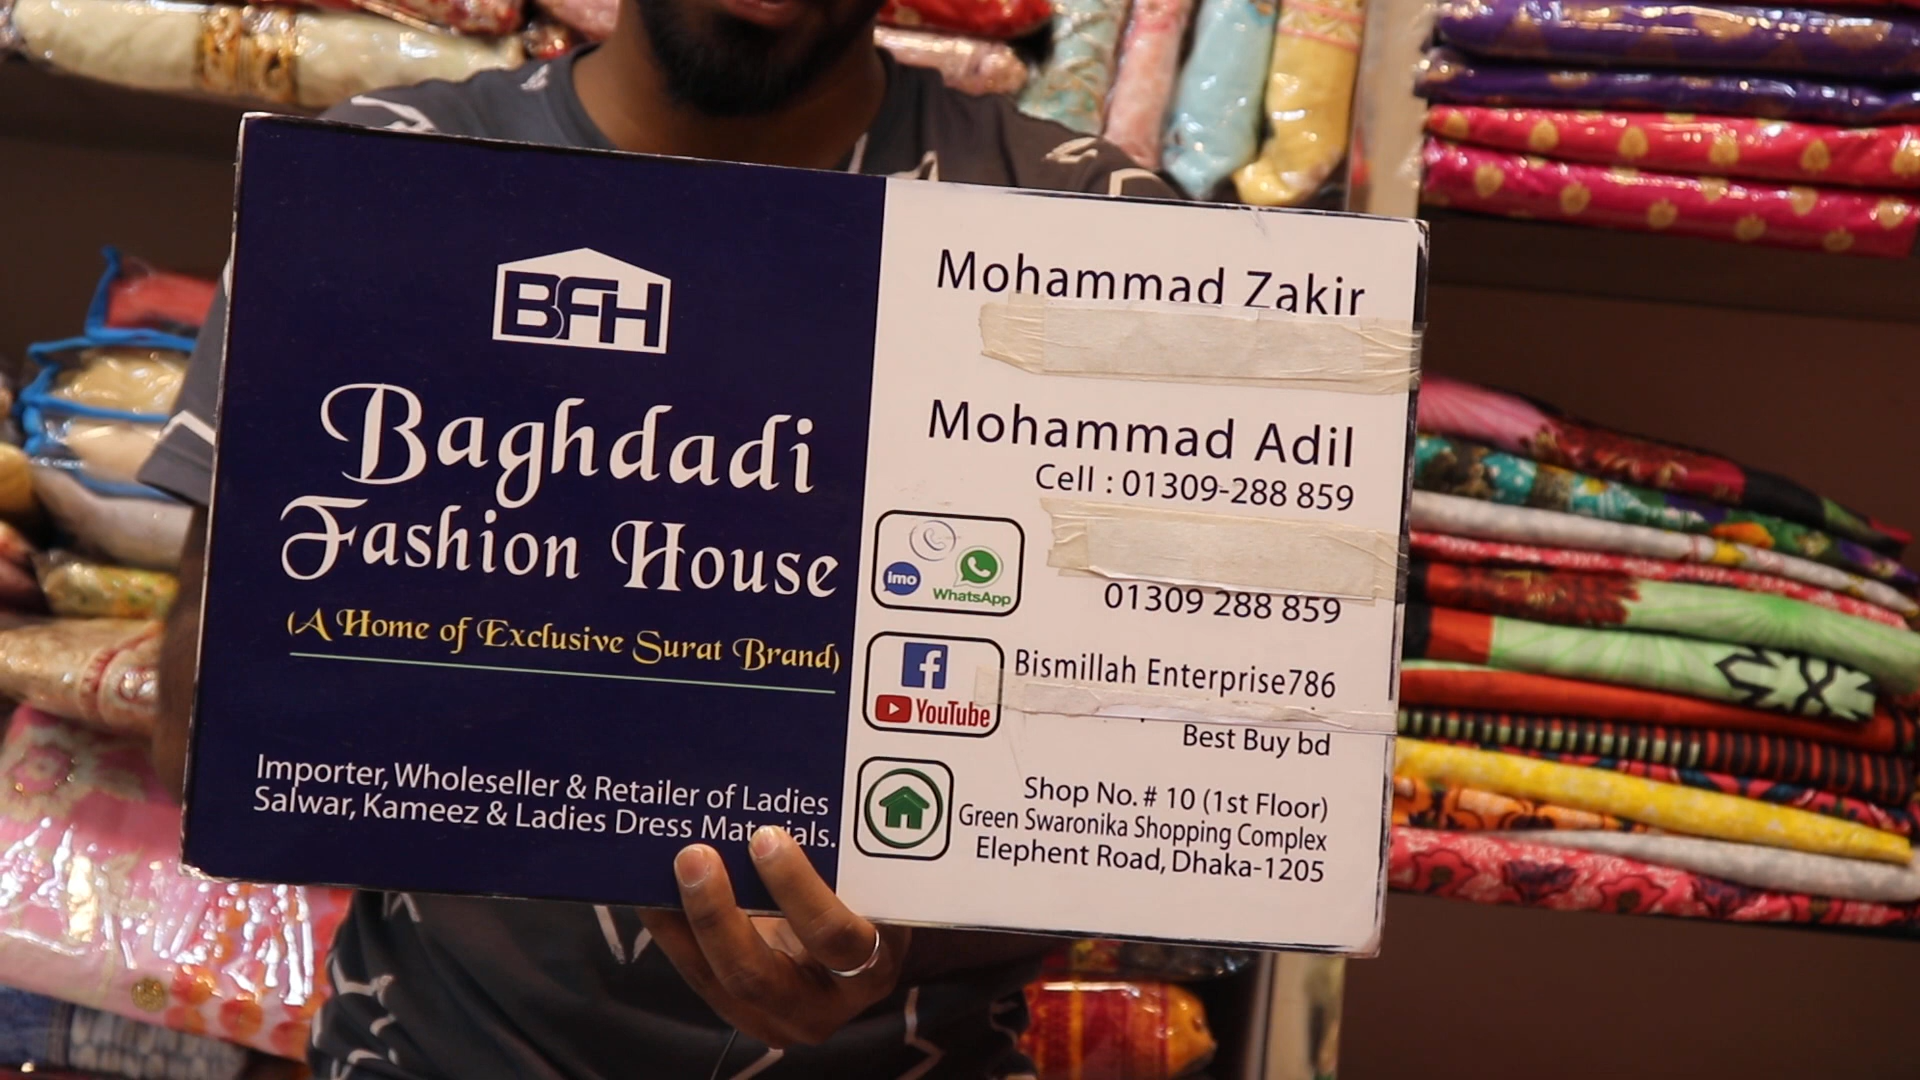 BFH
Baghdadi
Fashion House
(A Home of Exclusive Surat Brand)
Importer, Wholeseller & Retailer of Ladies
Salwar, Kameez & Ladies Dress Materials.
Mohammad Zakir
Mohammad Adil
Cell : 01309-288 859
imo
WhatsApp
01309 288 859
f
YouTube
Bismillah Enterprise786
Best Buy bd
Shop No. # 10 (1st Floor)
Green Swaronika Shopping Complex
Elephent Road, Dhaka-1205